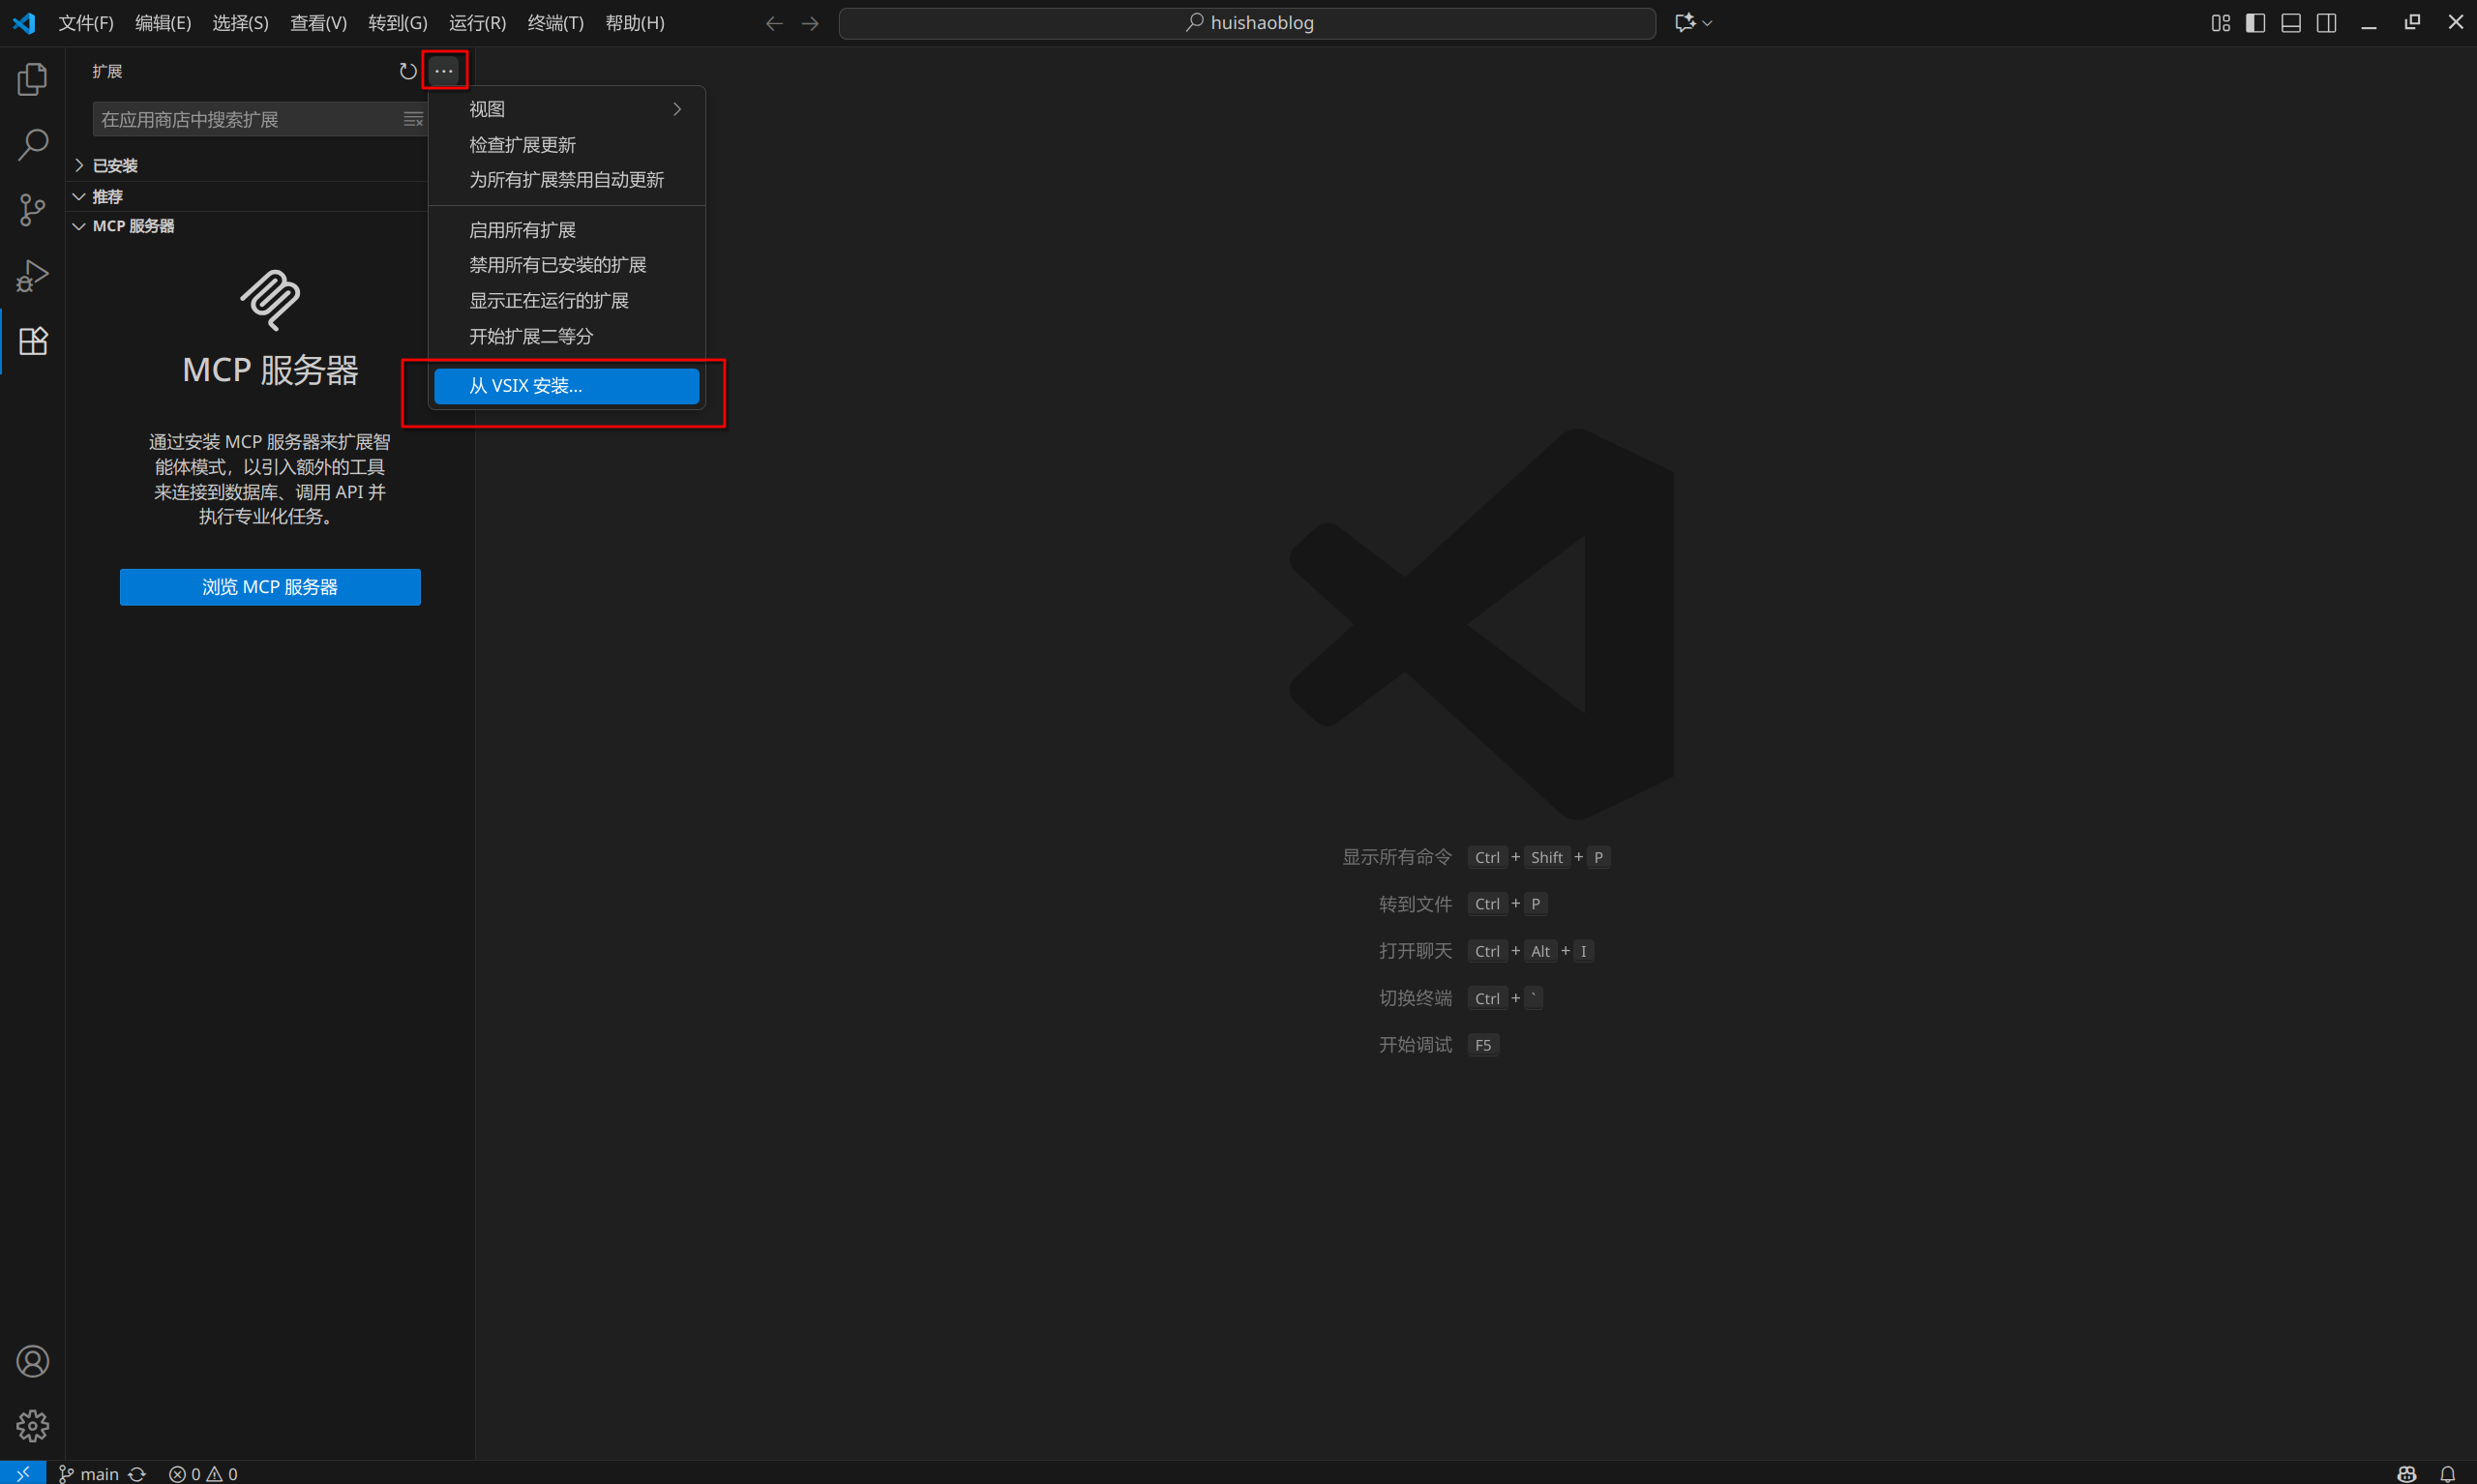 文件(F) 编辑(E) 选择(S) 查看(V) 转到(G) 运行(R) 终端(T) 帮助(H) huishaoblog
扩展
在应用商店中搜索扩展
已安装
推荐
MCP 服务器
MCP 服务器
通过安装 MCP 服务器来扩展智
能体模式，以引入额外的工具
来连接到数据库、调用 API 并
执行专业化任务。
浏览 MCP 服务器
视图
检查扩展更新
为所有扩展禁用自动更新
启用所有扩展
禁用所有已安装的扩展
显示正在运行的扩展
开始扩展二等分
从 VSIX 安装...
显示所有命令 Ctrl + Shift + P
转到文件 Ctrl + P
打开聊天 Ctrl + Alt + I
切换终端 Ctrl + `
开始调试 F5
main 0 0